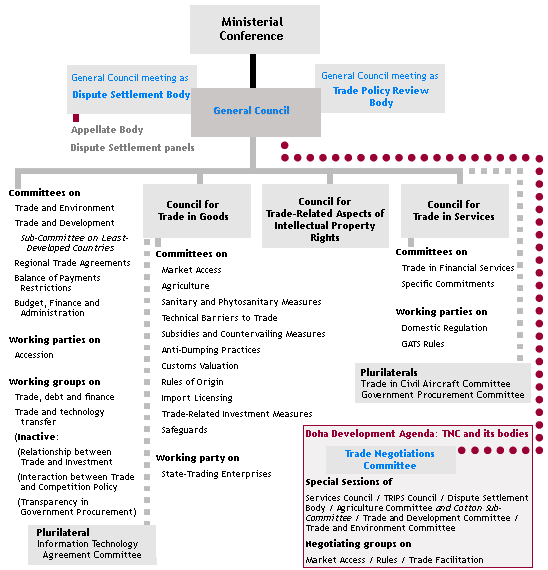 Ministerial
Conference
General Council meeting as
Dispute Settlement Body
General Council meeting as
Trade Policy Review
Body
General Council
Appellate Body
Dispute Settlement panels
Committees on
Trade and Environment
Trade and Development
Sub-Committee on Least-
Developed Countries
Regional Trade Agreements
Balance of Payments
Restrictions
Budget, Finance and
Administration
Working parties on
Accession
Working groups on
Trade, debt and finance
Trade and technology
transfer
(Inactive:
(Relationship between
Trade and Investment
(Interaction between Trade
and Competition Policy
(Transparency in
Government Procurement)
Plurilateral
Information Technology
Agreement Committee
Council for
Trade in Goods
Committees on
Market Access
Agriculture
Sanitary and Phytosanitary Measures
Technical Barriers to Trade
Subsidies and Countervailing Measures
Anti-Dumping Practices
Customs Valuation
Rules of Origin
Import Licensing
Trade-Related Investment Measures
Safeguards
Working party on
State-Trading Enterprises
Council for
Trade-Related Aspects of
Intellectual Property
Rights
Council for
Trade in Services
Committees on
Trade in Financial Services
Specific Commitments
Working parties on
Domestic Regulation
GATS Rules
Plurilaterals
Trade in Civil Aircraft Committee
Government Procurement Committee
Doha Development Agenda: TNC and its bodies
Trade Negotiations
Committee
Special Sessions of
Services Council / TRIPS Council / Dispute Settlement
Body / Agriculture Committee and Cotton Sub-
Committee / Trade and Development Committee /
Trade and Environment Committee
Negotiating groups on
Market Access / Rules / Trade Facilitation